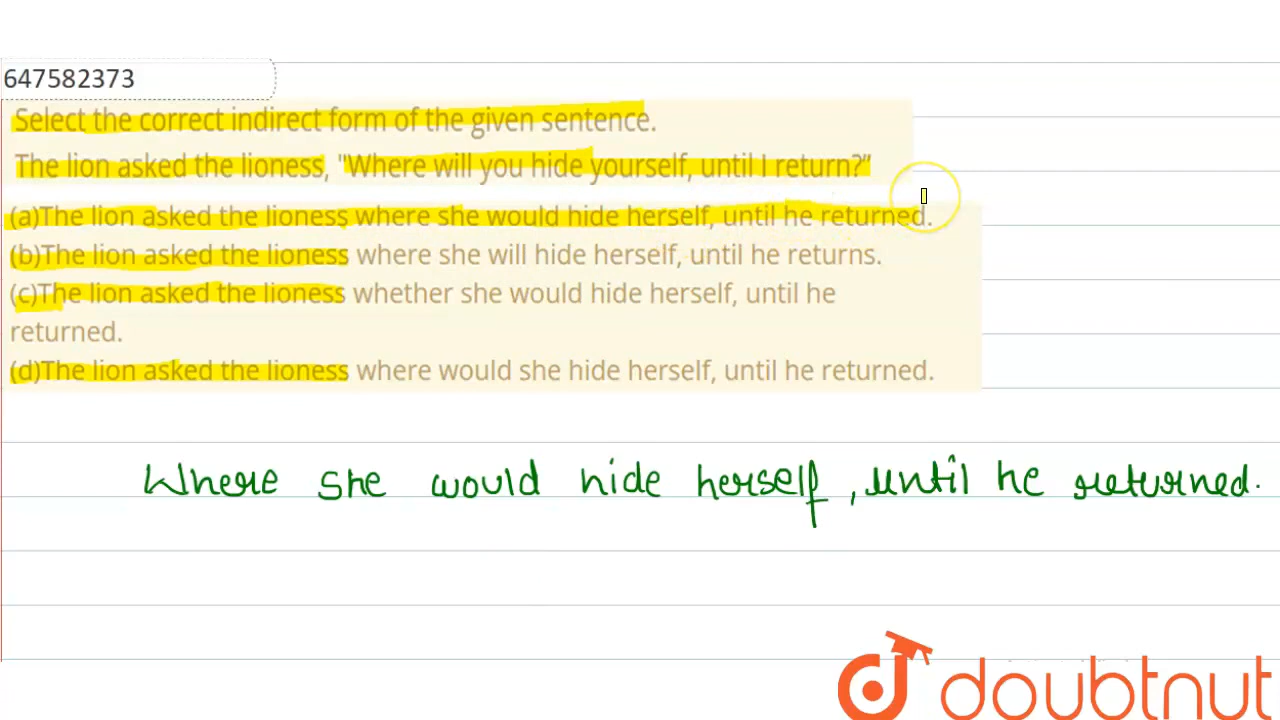 647582373
Select the correct indirect form of the given sentence.
The lion asked the lioness, "Where will you hide yourself, until I return?"
(a)The lion asked the lioness where she would hide herself, until he returned.
(b)The lion asked the lioness where she will hide herself, until he returns.
(c)The lion asked the lioness whether she would hide herself, until he
returned.
(d)The lion asked the lioness where would she hide herself, until he returned.
Where she would hide herself, until he returned.
doubtnut